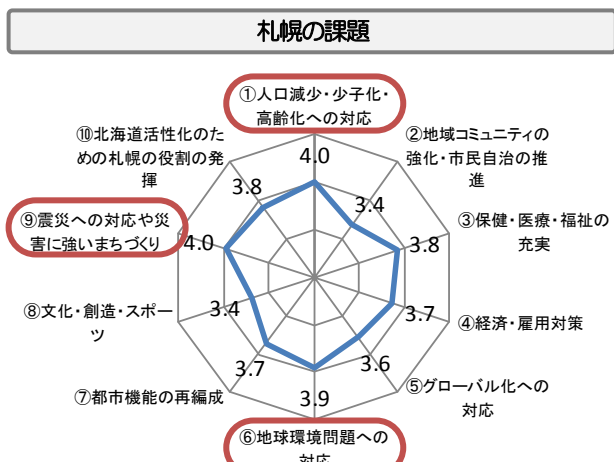 札幌の課題
①人口減少・少子化・
高齢化への対応
4.0
②地域コミュニティの
強化・市民自治の推
進
3.4
③保健・医療・福祉の
充実
3.8
④経済・雇用対策
3.7
⑤グローバル化への
対応
3.6
⑥地球環境問題への
対応
3.9
⑦都市機能の再編成
3.7
⑧文化・創造・スポー
ツ
3.4
⑨震災への対応や災
害に強いまちづくり
4.0
⑩北海道活性化のた
めの札幌の役割の発
揮
3.8